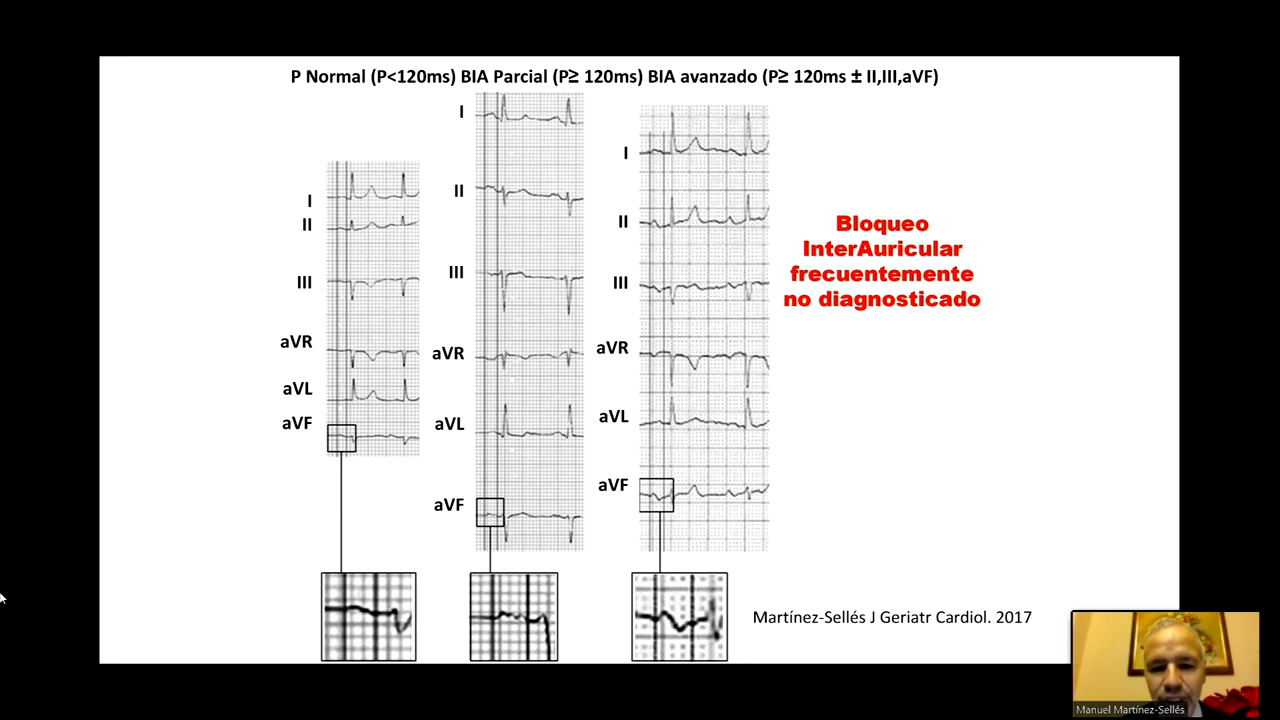 P Normal (P<120ms) BIA Parcial (P≥ 120ms) BIA avanzado (P≥ 120ms ± II,III,aVF)
I
II
III
aVR
aVL
aVF
I
II
III
aVR
aVL
aVF
I
II
III
aVR
aVL
aVF
Bloqueo
InterAuricular
frecuentemente
no diagnosticado
Martínez-Sellés J Geriatr Cardiol. 2017
Manuel Martínez-Sellés